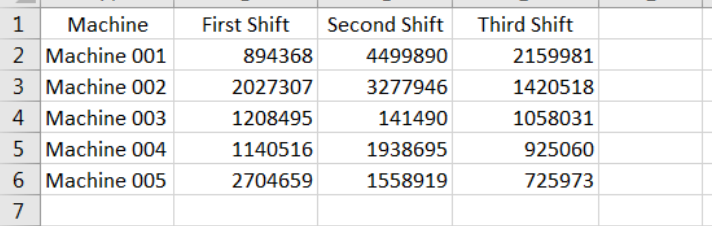 1 Machine First Shift Second Shift Third Shift
2 Machine 001 894368 4499890 2159981
3 Machine 002 2027307 3277946 1420518
4 Machine 003 1208495 141490 1058031
5 Machine 004 1140516 1938695 925060
6 Machine 005 2704659 1558919 725973
7